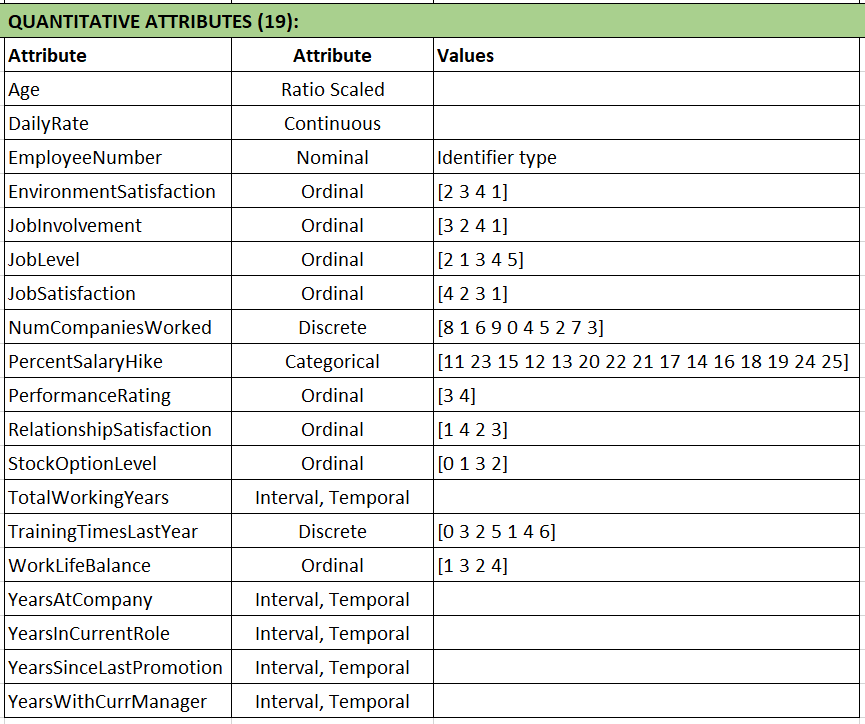 QUANTITATIVE ATTRIBUTES (19):
Attribute Attribute Values
Age Ratio Scaled
DailyRate Continuous
EmployeeNumber Nominal Identifier type
EnvironmentSatisfaction Ordinal [2 3 4 1]
JobInvolvement Ordinal [3 2 4 1]
JobLevel Ordinal [2 1 3 4 5]
JobSatisfaction Ordinal [4 2 3 1]
NumCompaniesWorked Discrete [8 1 6 9 0 4 5 2 7 3]
PercentSalaryHike Categorical [11 23 15 12 13 20 22 21 17 14 16 18 19 24 25]
PerformanceRating Ordinal [3 4]
RelationshipSatisfaction Ordinal [1 4 2 3]
StockOptionLevel Ordinal [0 1 3 2]
TotalWorkingYears Interval, Temporal
TrainingTimesLastYear Discrete [0 3 2 5 1 4 6]
WorkLifeBalance Ordinal [1 3 2 4]
YearsAtCompany Interval, Temporal
YearsInCurrentRole Interval, Temporal
YearsSinceLastPromotion Interval, Temporal
YearsWithCurrManager Interval, Temporal